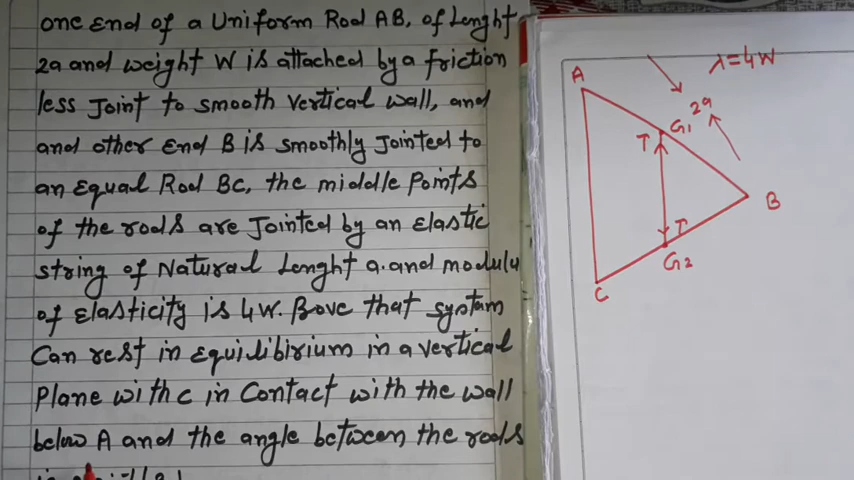 one End of a Uniform Rod AB, of Lenght
2a and weight W is attached by a friction
less Joint to smooth vertical wall, and
and other End B is smoothly Jointed to
an Equal Rod BC, the middle Points
of the rods are Jointed by an Elastic
string of Natural Lenght a. and modulu
of Elasticity is 4W. Prove that system
Can rest in Equilibirium in a vertical
Plane with c in Contact with the wall
below A and the angle between the rods
A
λ=4W
2a
G1
T
B
T
G2
C